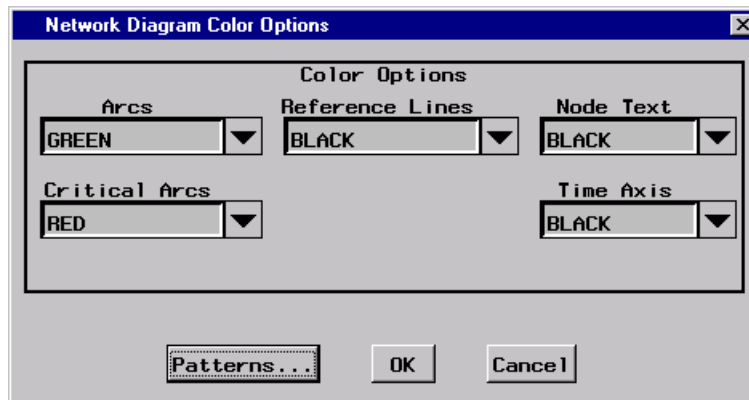 Network Diagram Color Options
Color Options
Arcs Reference Lines Node Text
GREEN BLACK BLACK
Critical Arcs Time Axis
RED BLACK
Patterns... OK Cancel